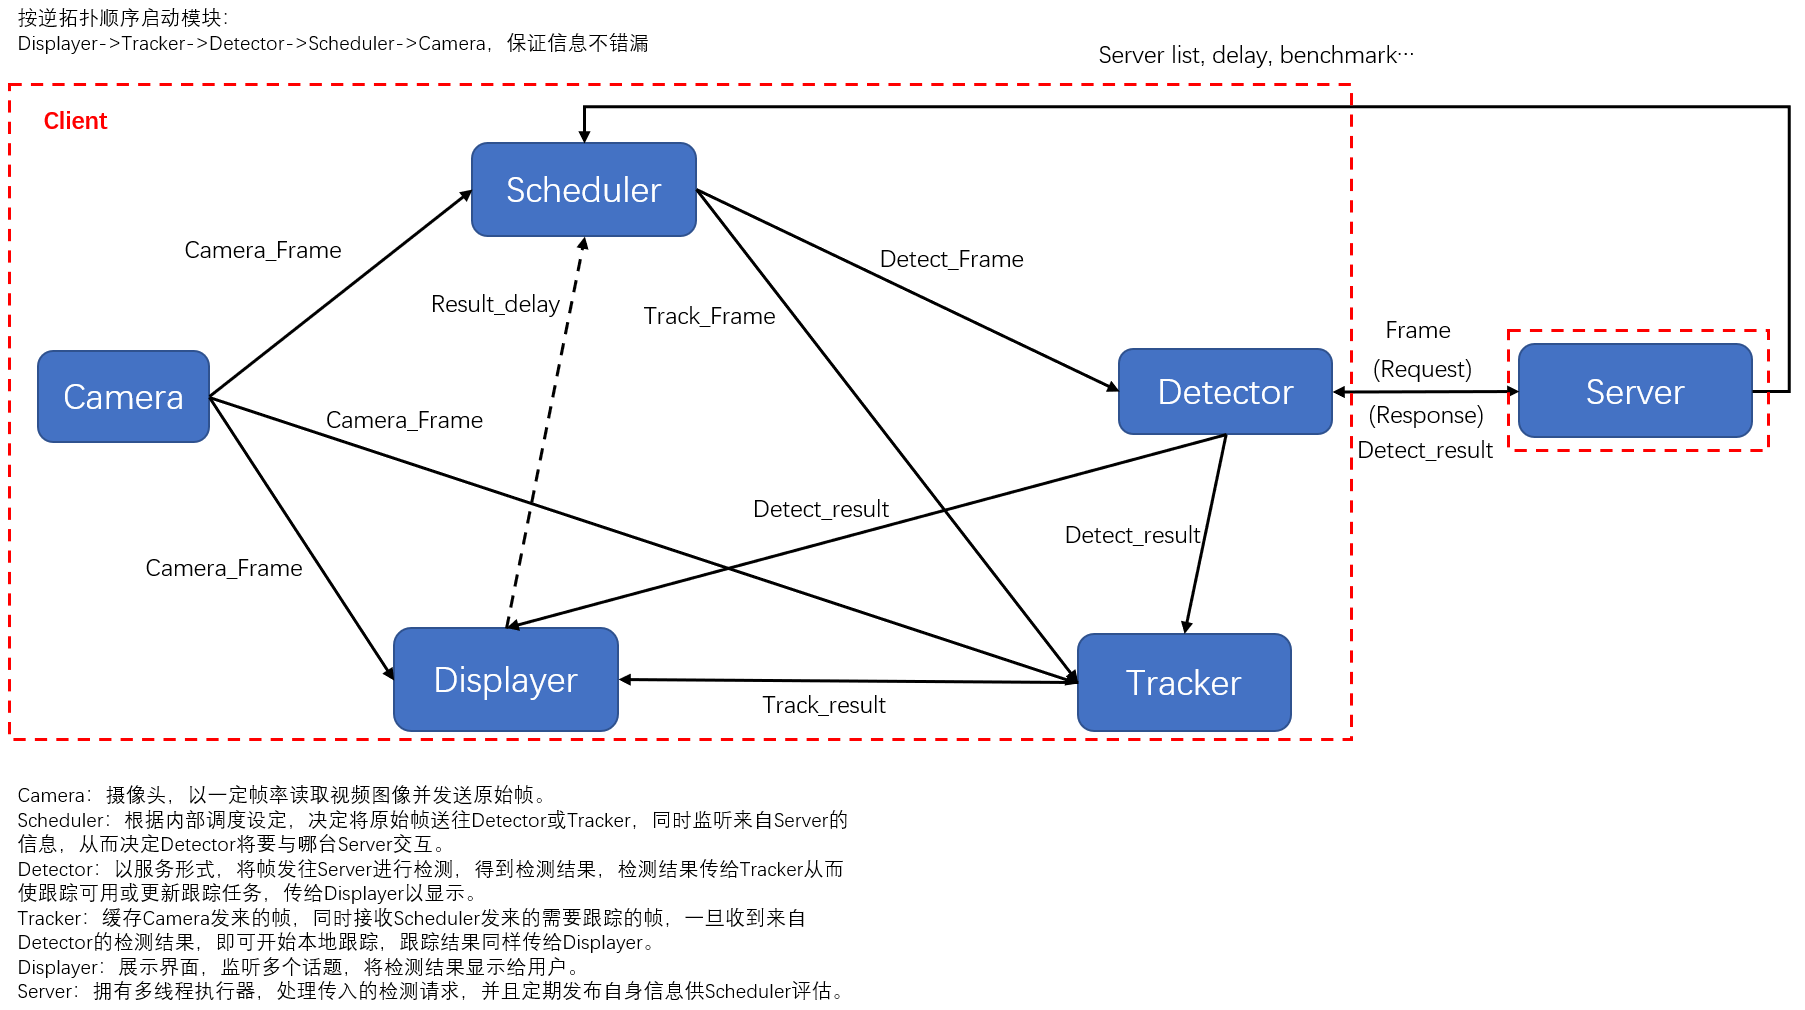 按逆拓扑顺序启动模块：
Displayer->Tracker->Detector->Scheduler->Camera，保证信息不错漏
Server list, delay, benchmark…
Client
Scheduler
Camera_Frame
Detect_Frame
Result_delay
Track_Frame
Frame
(Request)
Camera
Detector
Server
Camera_Frame
(Response)
Detect_result
Detect_result
Detect_result
Camera_Frame
Displayer
Tracker
Track_result
Camera：摄像头，以一定帧率读取视频图像并发送原始帧。
Scheduler：根据内部调度设定，决定将原始帧送往Detector或Tracker，同时监听来自Server的
信息，从而决定Detector将要与哪台Server交互。
Detector：以服务形式，将帧发往Server进行检测，得到检测结果，检测结果传给Tracker从而
使跟踪可用或更新跟踪任务，传给Displayer以显示。
Tracker：缓存Camera发来的帧，同时接收Scheduler发来的需要跟踪的帧，一旦收到来自
Detector的检测结果，即可开始本地跟踪，跟踪结果同样传给Displayer。
Displayer：展示界面，监听多个话题，将检测结果显示给用户。
Server：拥有多线程执行器，处理传入的检测请求，并且定期发布自身信息供Scheduler评估。